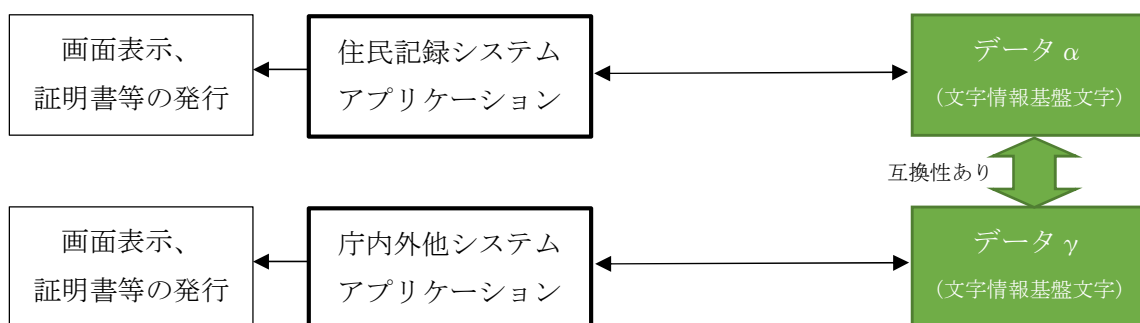 画面表示、
証明書等の発行
住民記録システム
アプリケーション
データ α
（文字情報基盤文字）
互換性あり
画面表示、
証明書等の発行
庁内外他システム
アプリケーション
データ γ
（文字情報基盤文字）